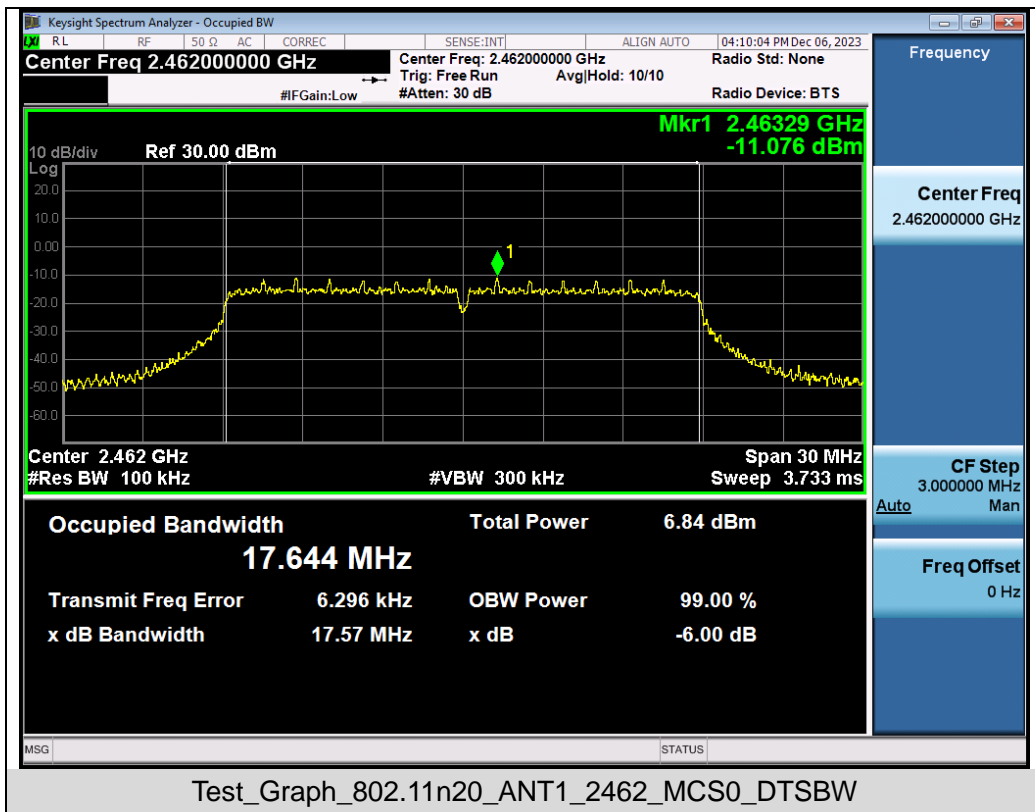 Keysight Spectrum Analyzer - Occupied BW
LXI RL RF 50 Ω AC CORREC SENSE:INT ALIGN AUTO 04:10:04 PM Dec 06, 2023
Center Freq 2.462000000 GHz
Center Freq: 2.462000000 GHz
Radio Std: None
Trig: Free Run Avg|Hold: 10/10
#IFGain:Low #Atten: 30 dB Radio Device: BTS
Frequency
Mkr1 2.46329 GHz
-11.076 dBm
10 dB/div Ref 30.00 dBm
Log
20.0
10.0
0.00
-10.0
-20.0
-30.0
-40.0
-50.0
-60.0
1
Center 2.462 GHz Span 30 MHz
#Res BW 100 kHz #VBW 300 kHz Sweep 3.733 ms
Center Freq
2.462000000 GHz
CF Step
3.000000 MHz
Auto Man
Freq Offset
0 Hz
Occupied Bandwidth Total Power 6.84 dBm
17.644 MHz
Transmit Freq Error 6.296 kHz OBW Power 99.00 %
x dB Bandwidth 17.57 MHz x dB -6.00 dB
MSG STATUS
Test_Graph_802.11n20_ANT1_2462_MCS0_DTSBW